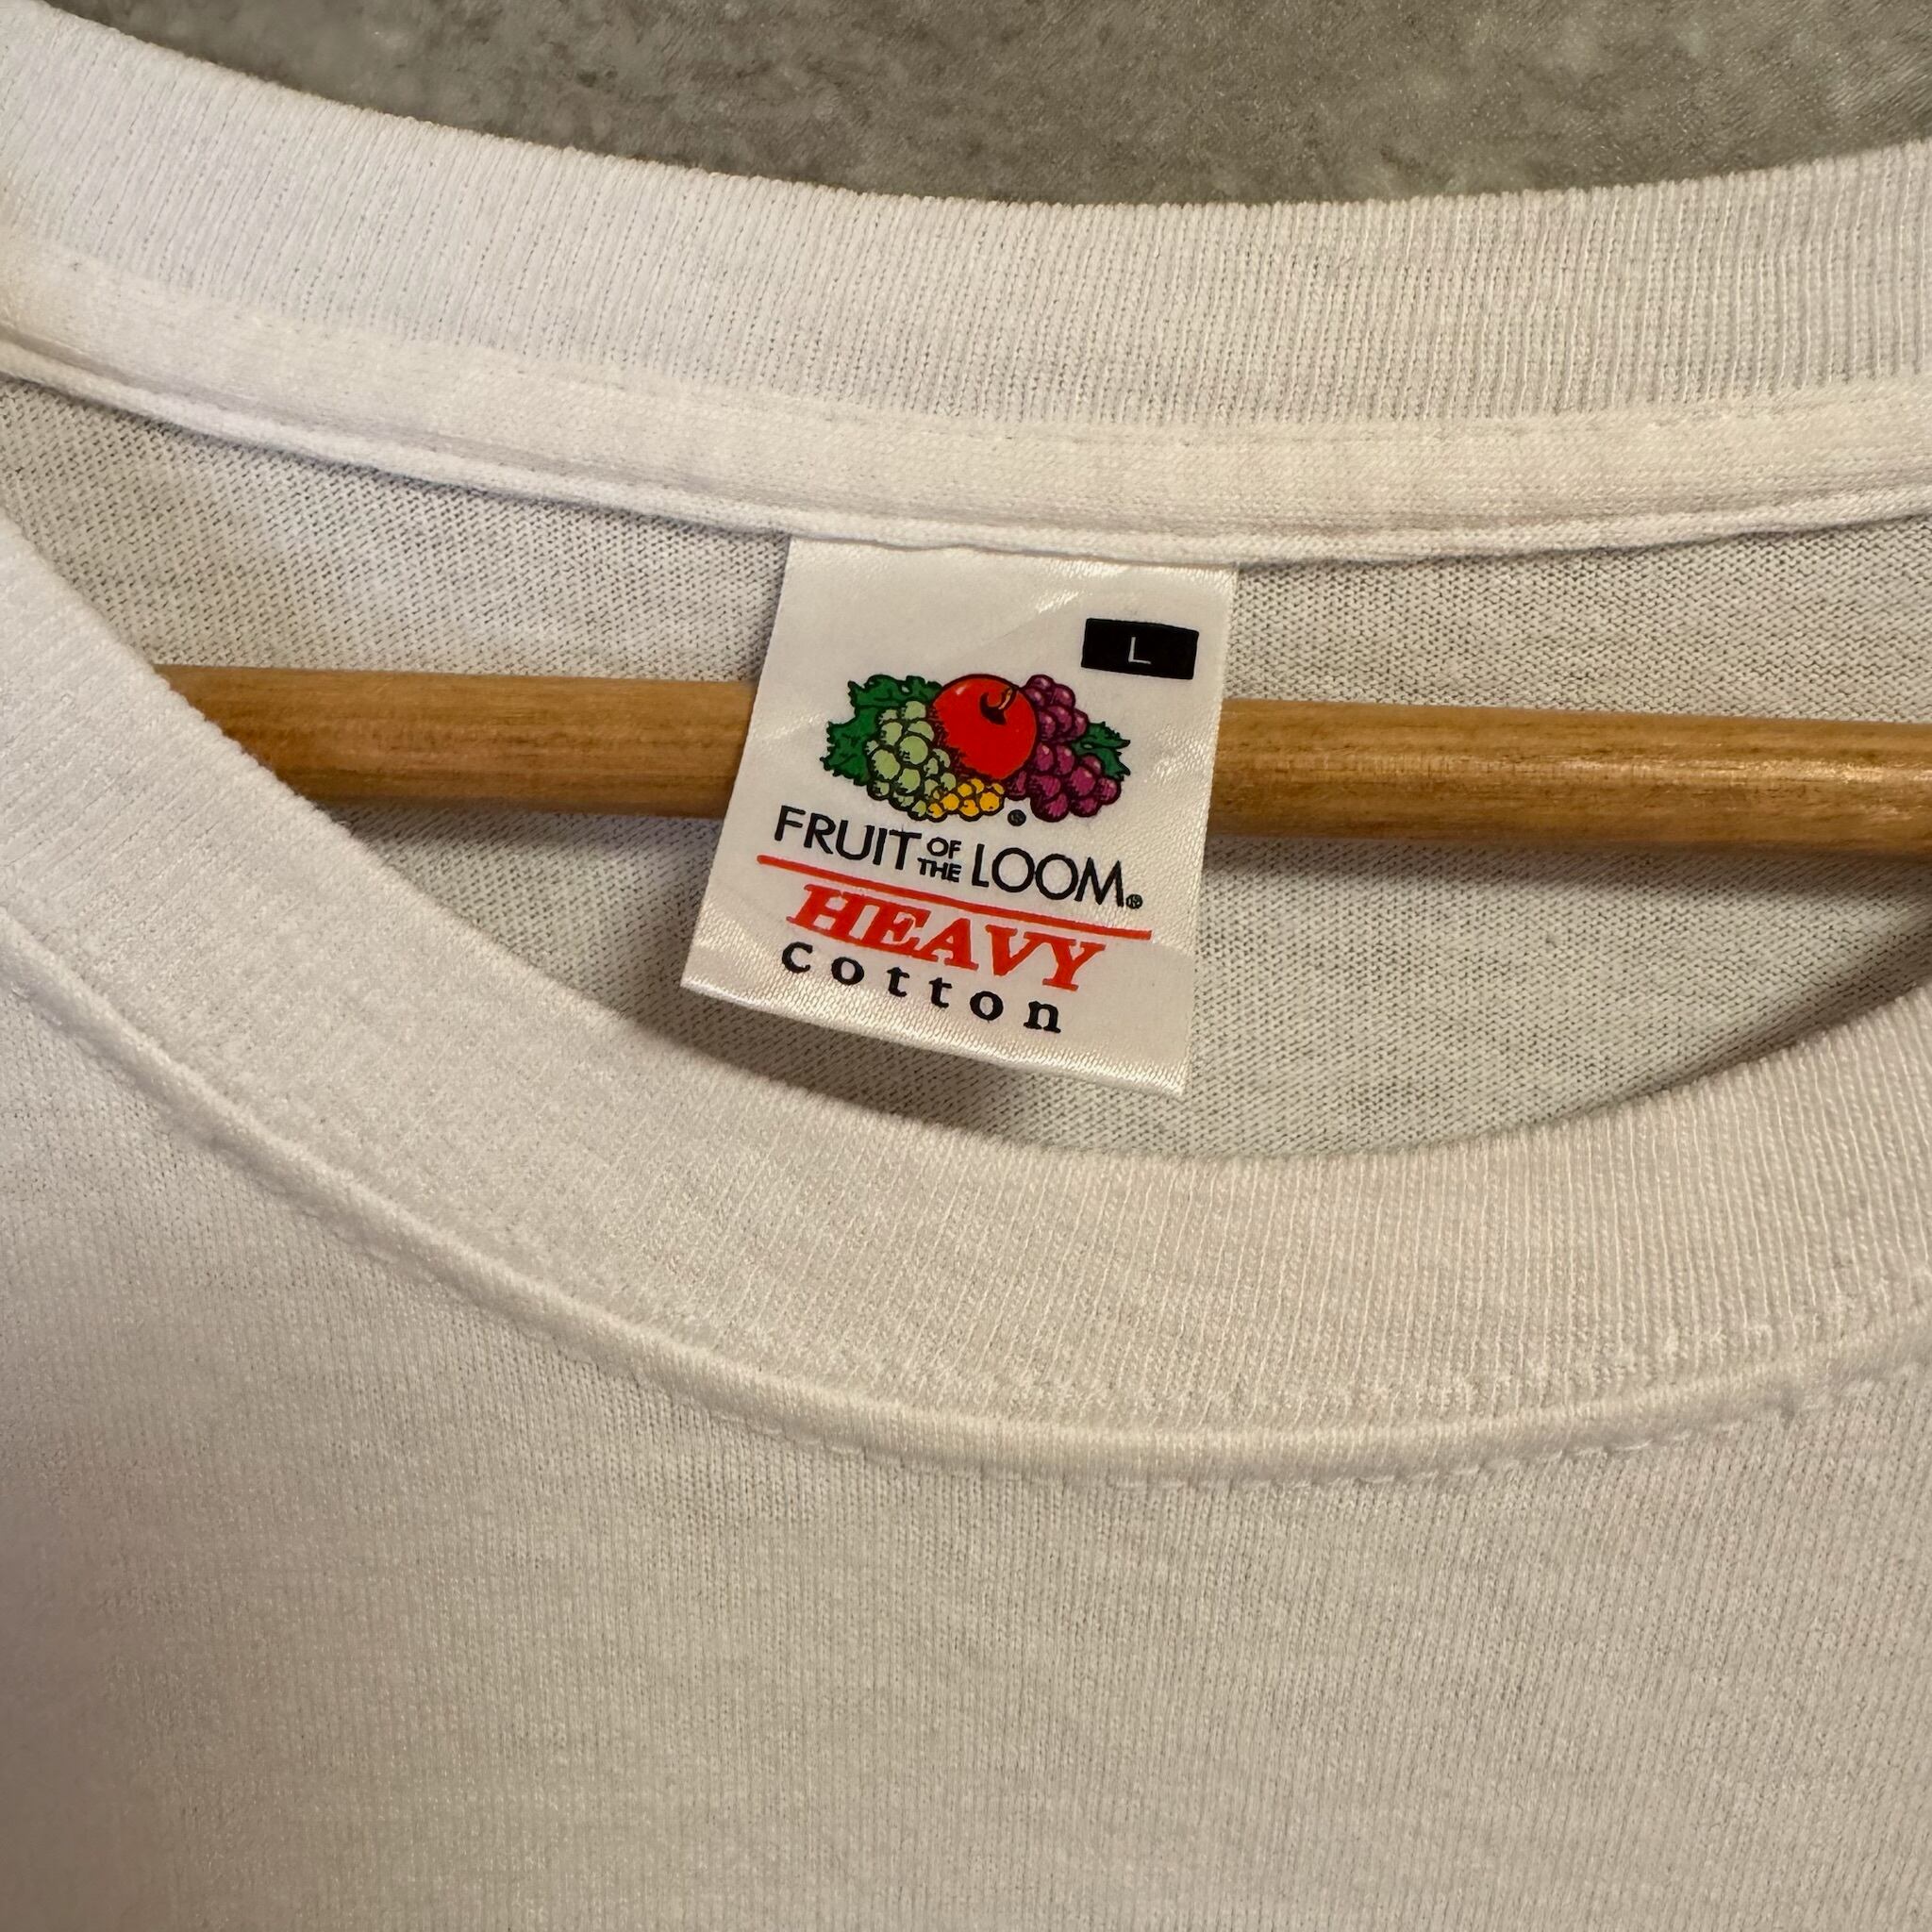 L
FRUIT OF THE LOOM®
HEAVY
cotton